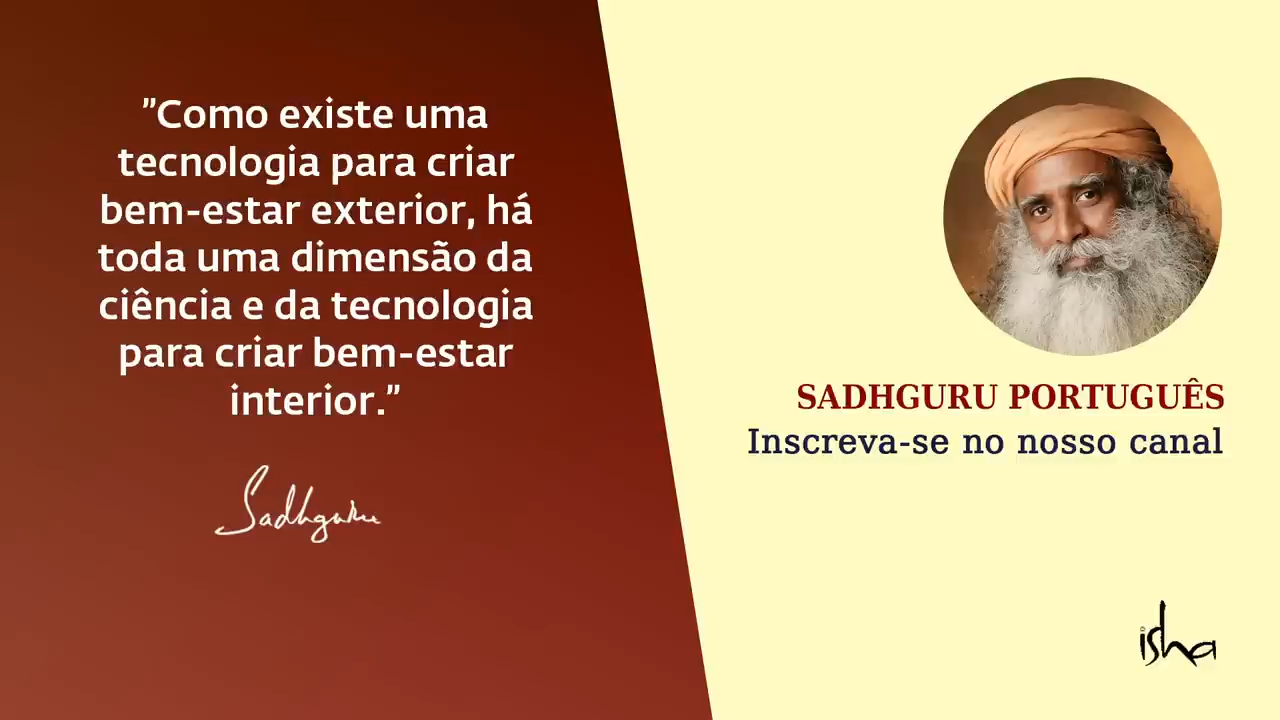 ”Como existe uma
tecnologia para criar
bem-estar exterior, há
toda uma dimensão da
ciência e da tecnologia
para criar bem-estar
interior.”
Sadhguru
SADHGURU PORTUGUÊS
Inscreva-se no nosso canal
isha